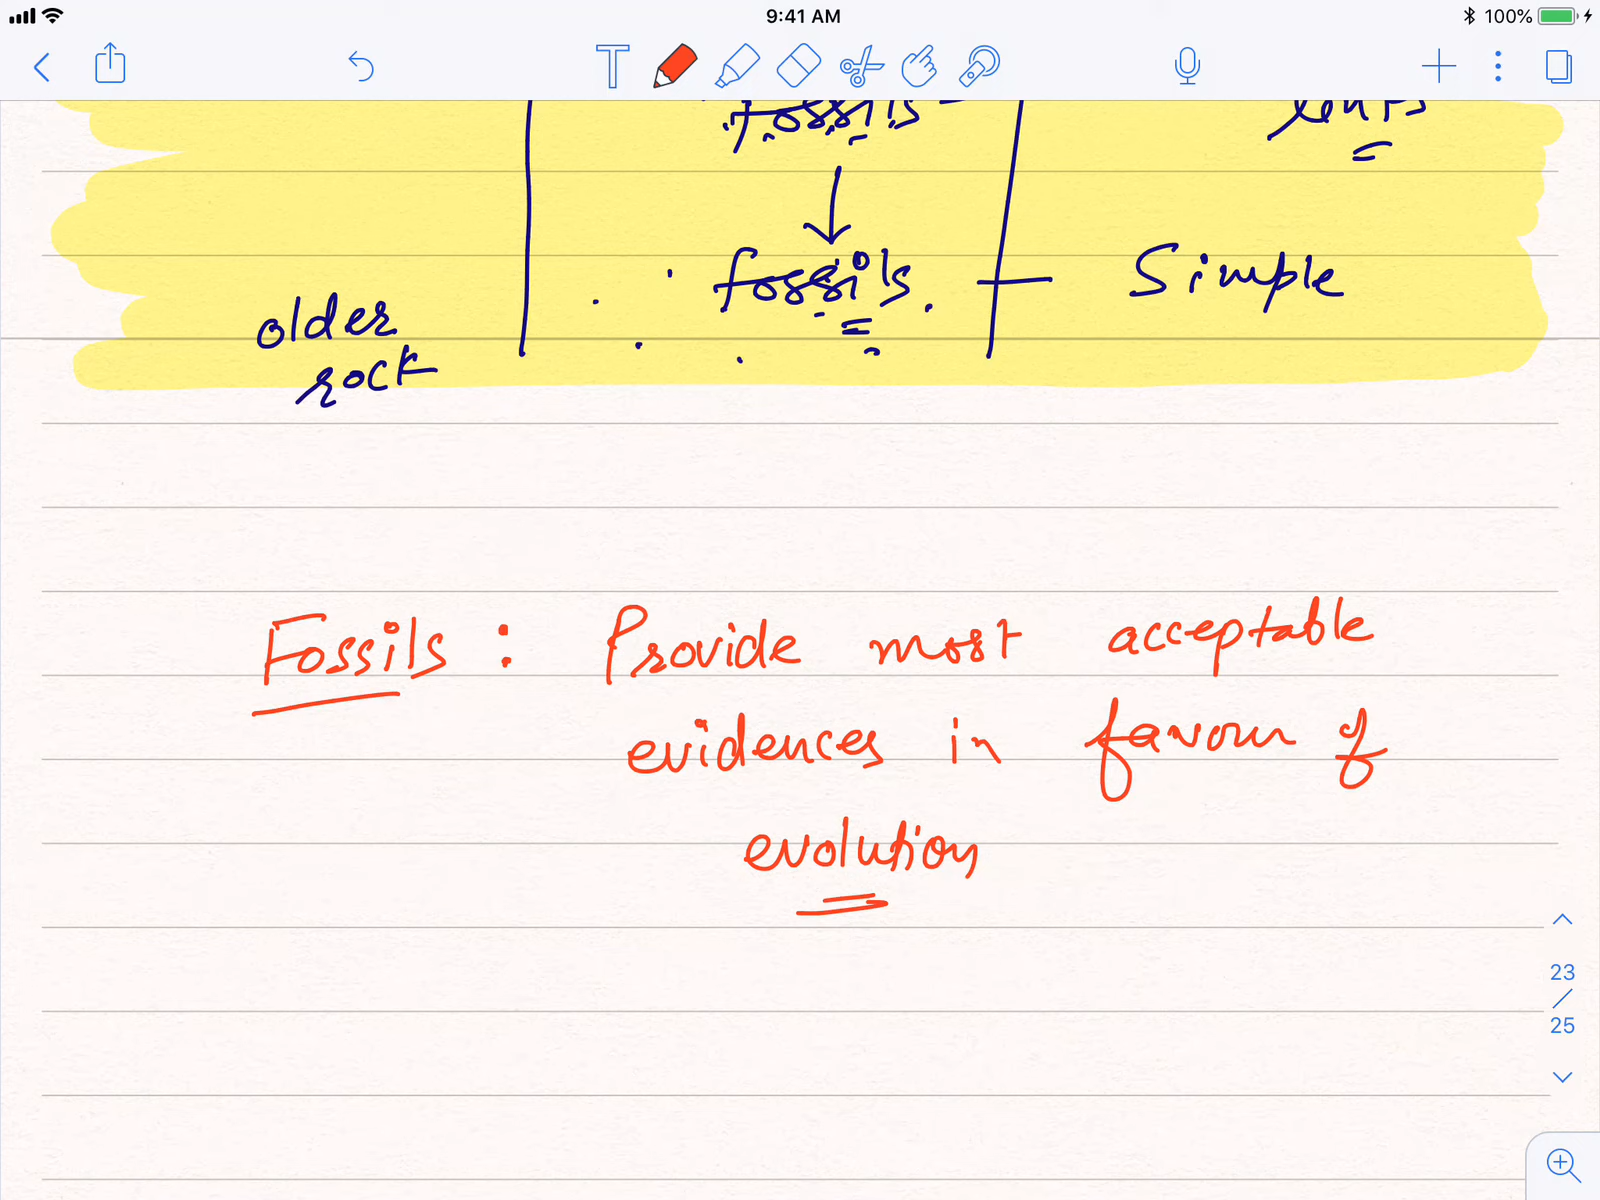 9:41 AM
100%
fossils
fossils. — Simple
older
rock
Fossils : Provide most acceptable
evidences in favour of
evolution
23
/
25